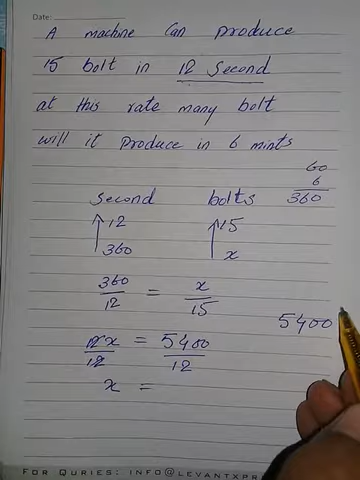 Date:
A machine can produce
15 bolt in 12 second
at this rate many bolt
will it produce in 6 mints
60
6
360
second bolts
12 15
360 x
360/12 = x/15
5400
12x/12 = 5400/12
x =
FOR QURIES: INFO@LEVANTXPR